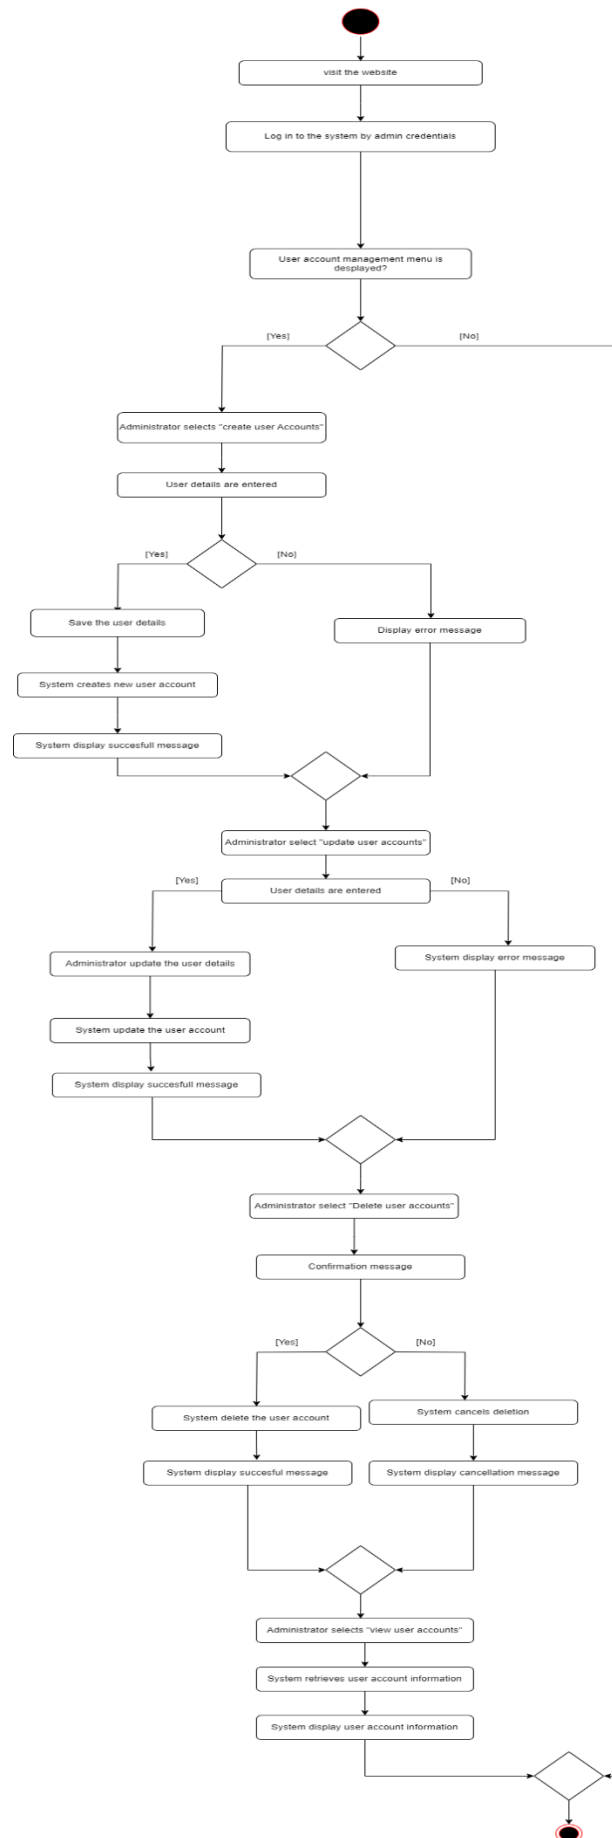 visit the website
Log in to the system by admin credentials
User account management menu is
desplayed?
[Yes]
[No]
Administrator selects "create user Accounts"
User details are entered
[Yes]
[No]
Save the user details
Display error message
System creates new user account
System display succesfull message
Administrator select "update user accounts"
[Yes]
User details are entered
[No]
Administrator update the user details
System display error message
System update the user account
System display succesfull message
Administrator select "Delete user accounts"
Confirmation message
[Yes]
[No]
System delete the user account
System cancels deletion
System display succesful message
System display cancellation message
Administrator selects "view user accounts"
System retrieves user account information
System display user account information